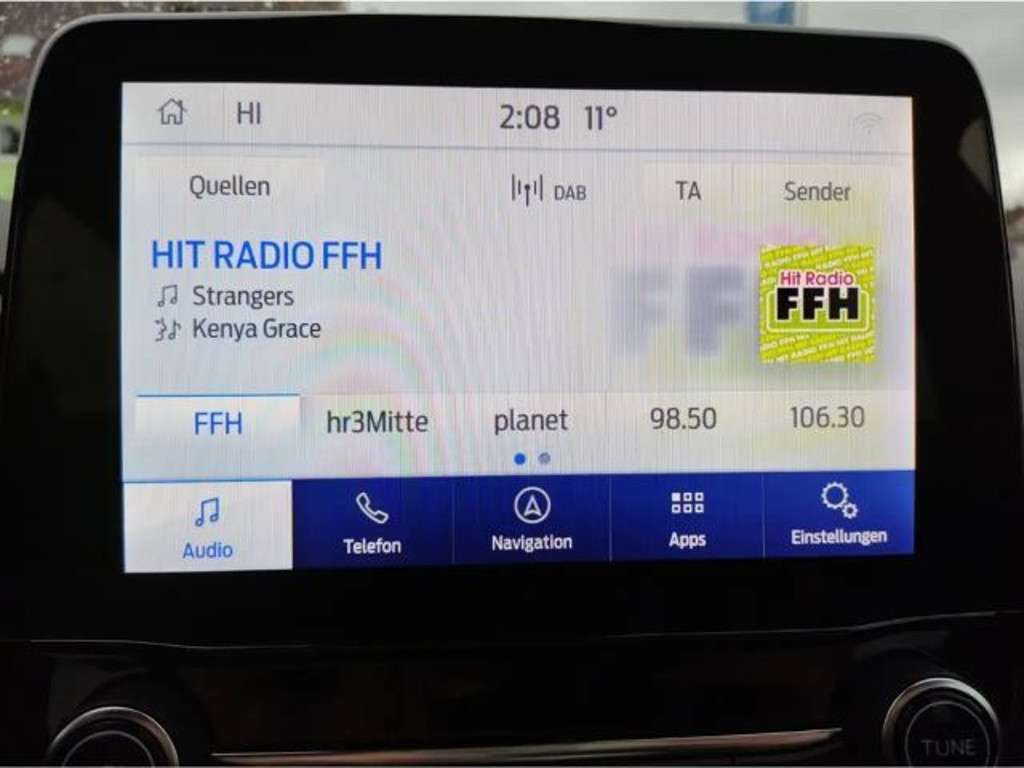 HI 2:08 11°
Quellen DAB TA Sender
HIT RADIO FFH
Strangers
Kenya Grace
Hit Radio
FFH
FFH hr3Mitte planet 98.50 106.30
Audio Telefon Navigation Apps Einstellungen
TUNE